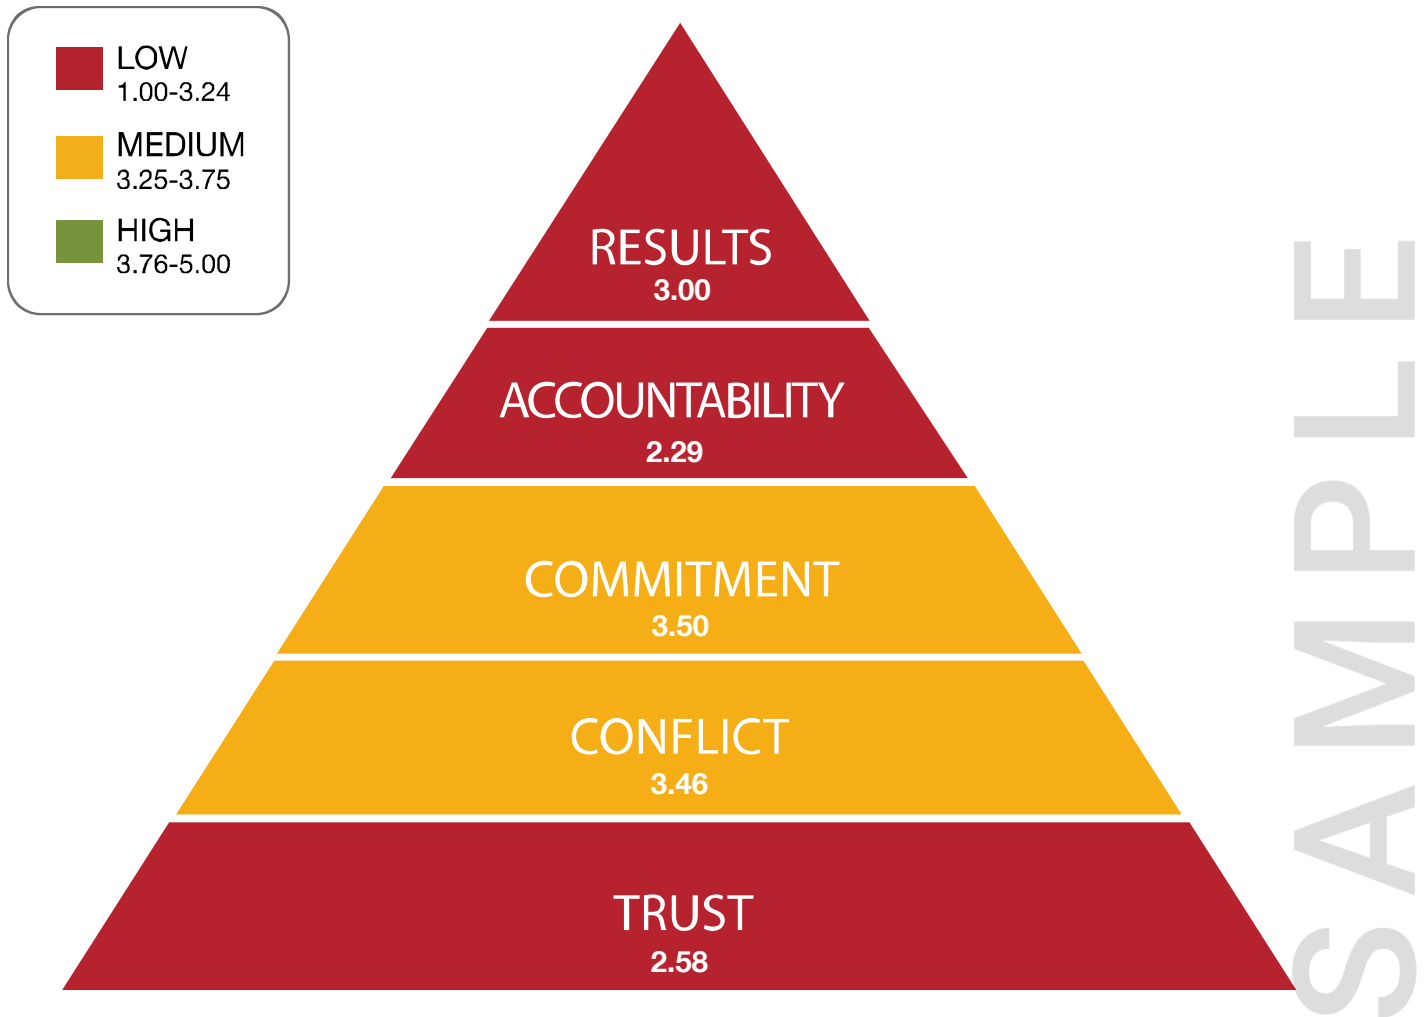 LOW
1.00-3.24
MEDIUM
3.25-3.75
HIGH
3.76-5.00
RESULTS
3.00
ACCOUNTABILITY
2.29
COMMITMENT
3.50
CONFLICT
3.46
TRUST
2.58
SAMPLE